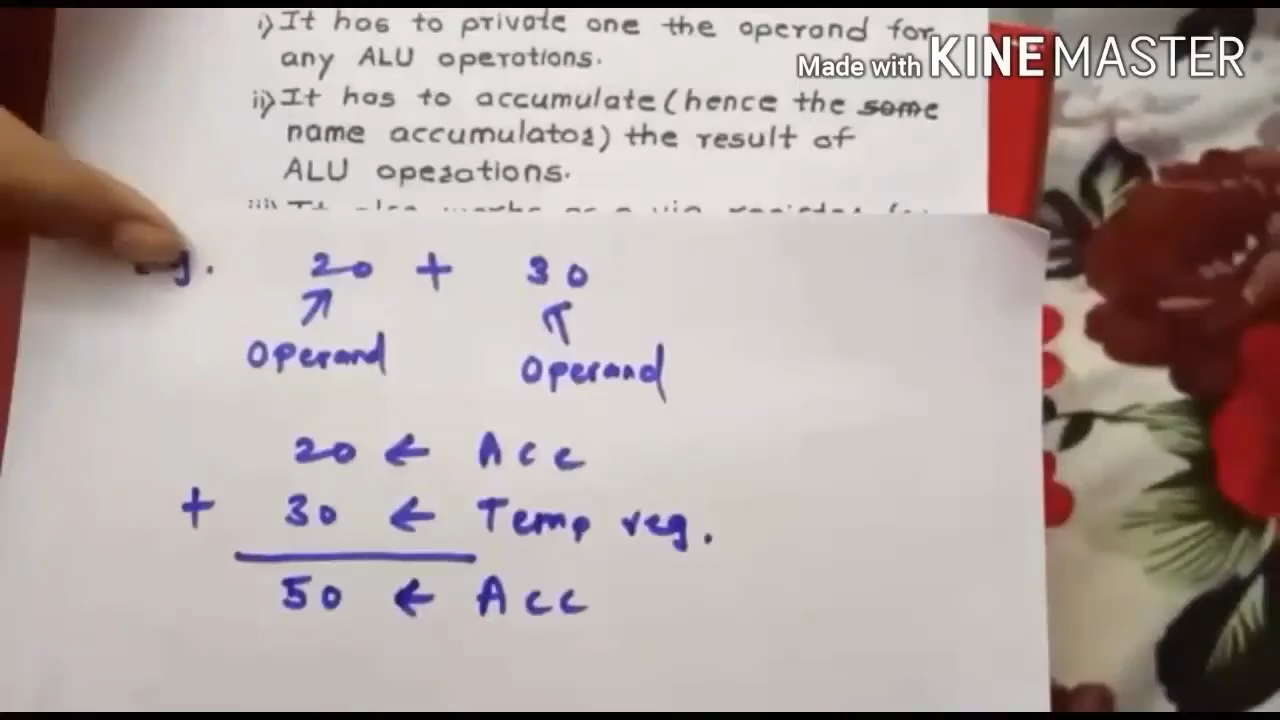 i) It has to private one the operand for
any ALU operations.
Made with KINEMASTER
ii) It has to accumulate (hence the same
name accumulator) the result of
ALU operations.
20 + 30
Operand Operand
20 ← Acc
+ 30 ← Temp reg.
50 ← Acc